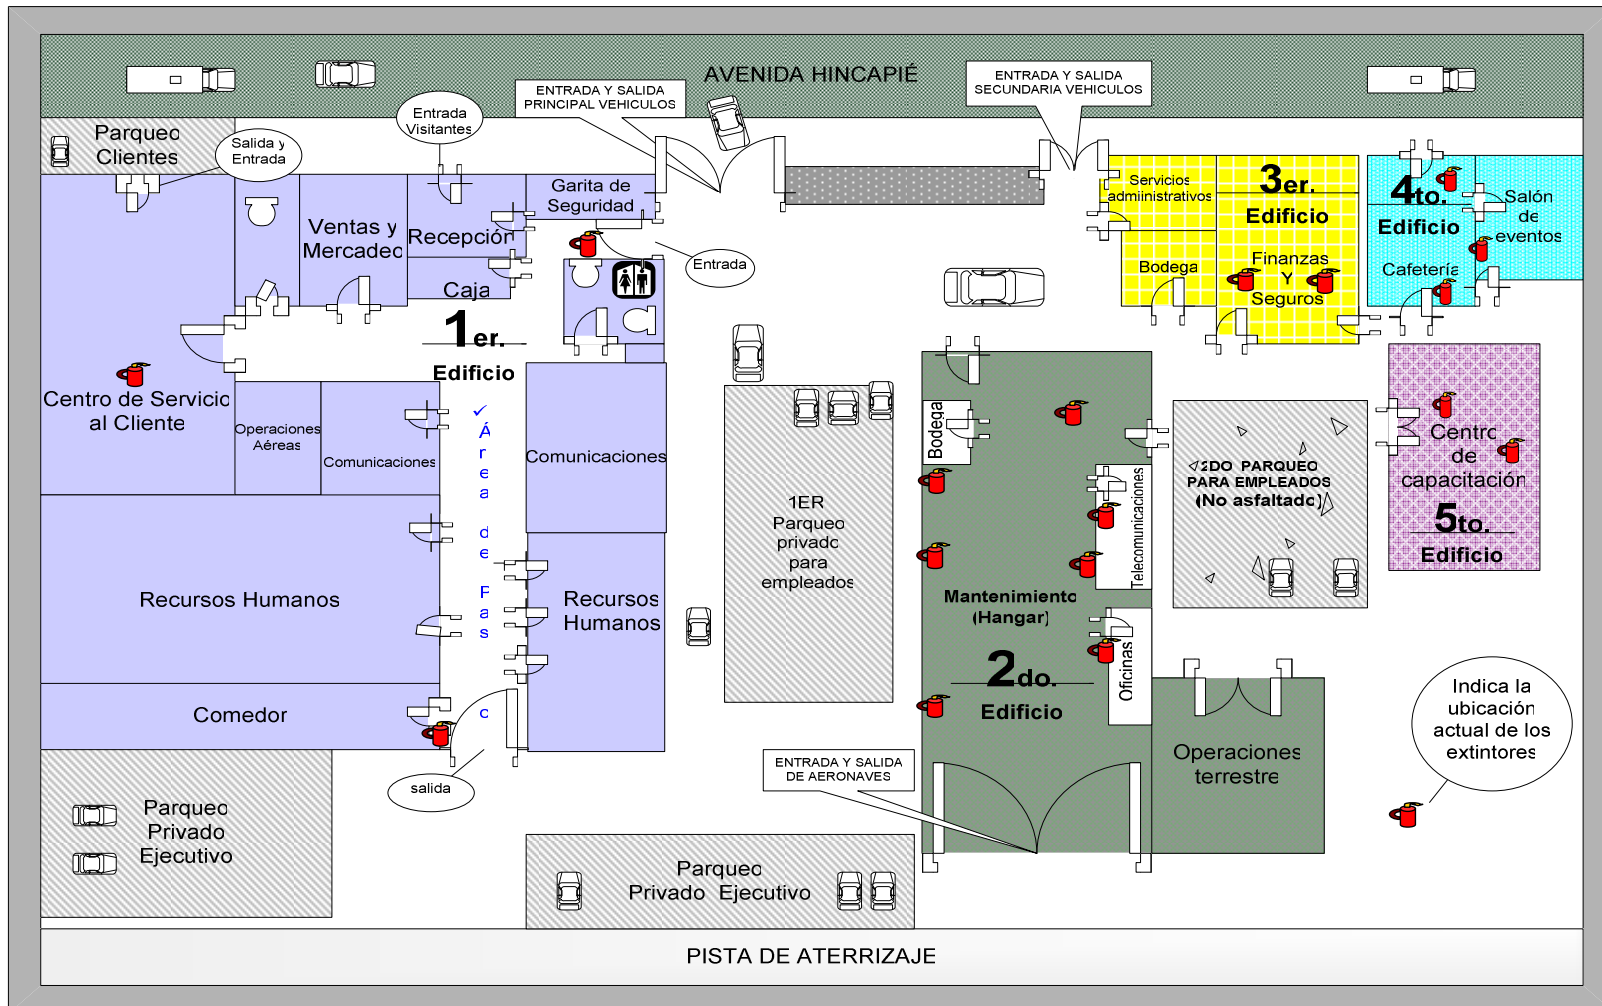 AVENIDA HINCAPIÉ
ENTRADA Y SALIDA
PRINCIPAL VEHICULOS
ENTRADA Y SALIDA
SECUNDARIA VEHICULOS
Parqueo
Clientes
Salida y
Entrada
Entrada
Visitantes
Garita de
Seguridad
Ventas y
Mercadeo
Recepción
Caja
Entrada
1er.
Edificio
Centro de Servicio
al Cliente
Operaciones
Aéreas
Comunicaciones
✓ Área de Paso
Comunicaciones
Recursos Humanos
Recursos
Humanos
Comedor
salida
Parqueo
Privado
Ejecutivo
Parqueo
Privado Ejecutivo
1ER
Parqueo
privado
para
empleados
Servicios
admiinistrativos
Bodega
3er.
Edificio
Finanzas
Y
Seguros
4to.
Edificio
Cafetería
Salón
de
eventos
Bodega
Telecomunicaciones
Mantenimiento
(Hangar)
2do.
Edificio
Oficinas
Operaciones
terrestre
ENTRADA Y SALIDA
DE AERONAVES
2DO PARQUEO
PARA EMPLEADOS
(No asfaltado)
Centro
de
capacitación
5to.
Edificio
Indica la
ubicación
actual de los
extintores
PISTA DE ATERRIZAJE